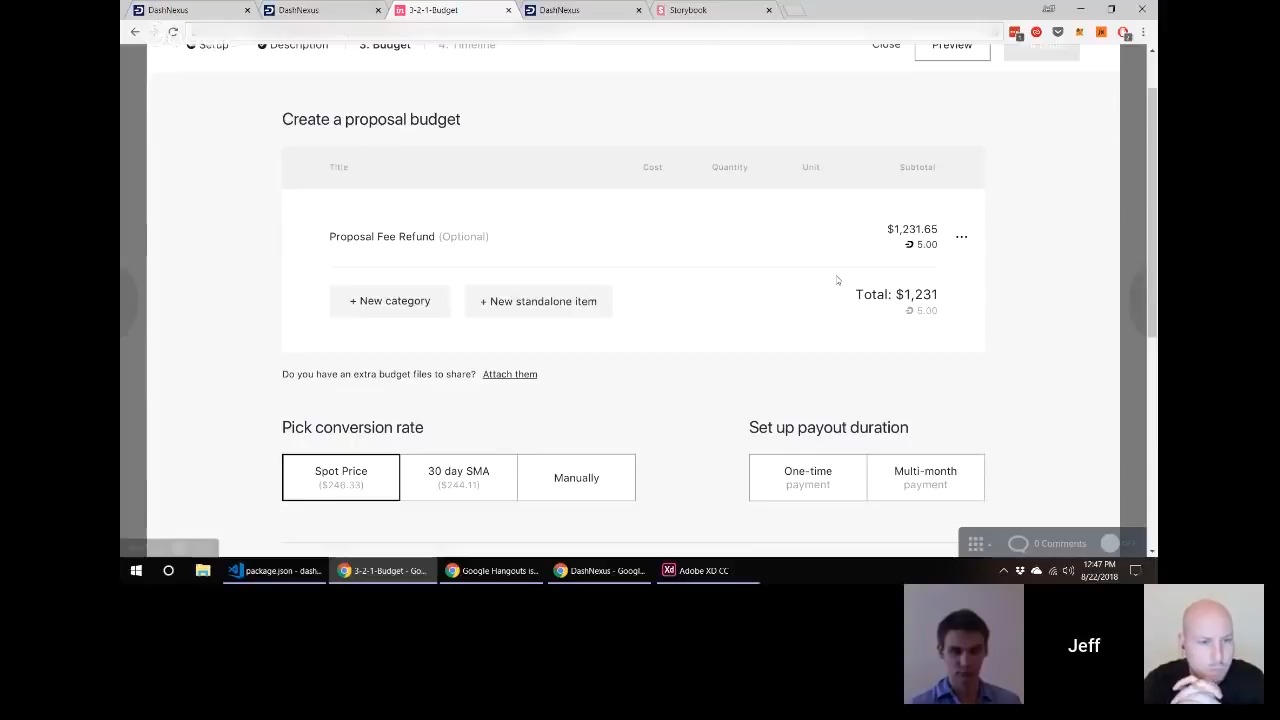 DashNexus
DashNexus
3-2-1-Budget
DashNexus
Storybook
Jeff
Setup
Description
3. Budget
4. Timeline
Close
Preview
Create a proposal budget
Title Cost Quantity Unit Subtotal
Proposal Fee Refund (Optional)
$1,231.65
5.00
+ New category
+ New standalone item
Total: $1,231
5.00
Do you have an extra budget files to share? Attach them
Pick conversion rate
Set up payout duration
Spot Price
($246.33)
30 day SMA
($244.11)
Manually
One-time
payment
Multi-month
payment
0 Comments
OFF
package.json - dash...
3-2-1-Budget - Go...
Google Hangouts is...
DashNexus - Googl...
Adobe XD CC
12:47 PM
8/22/2018
Jeff